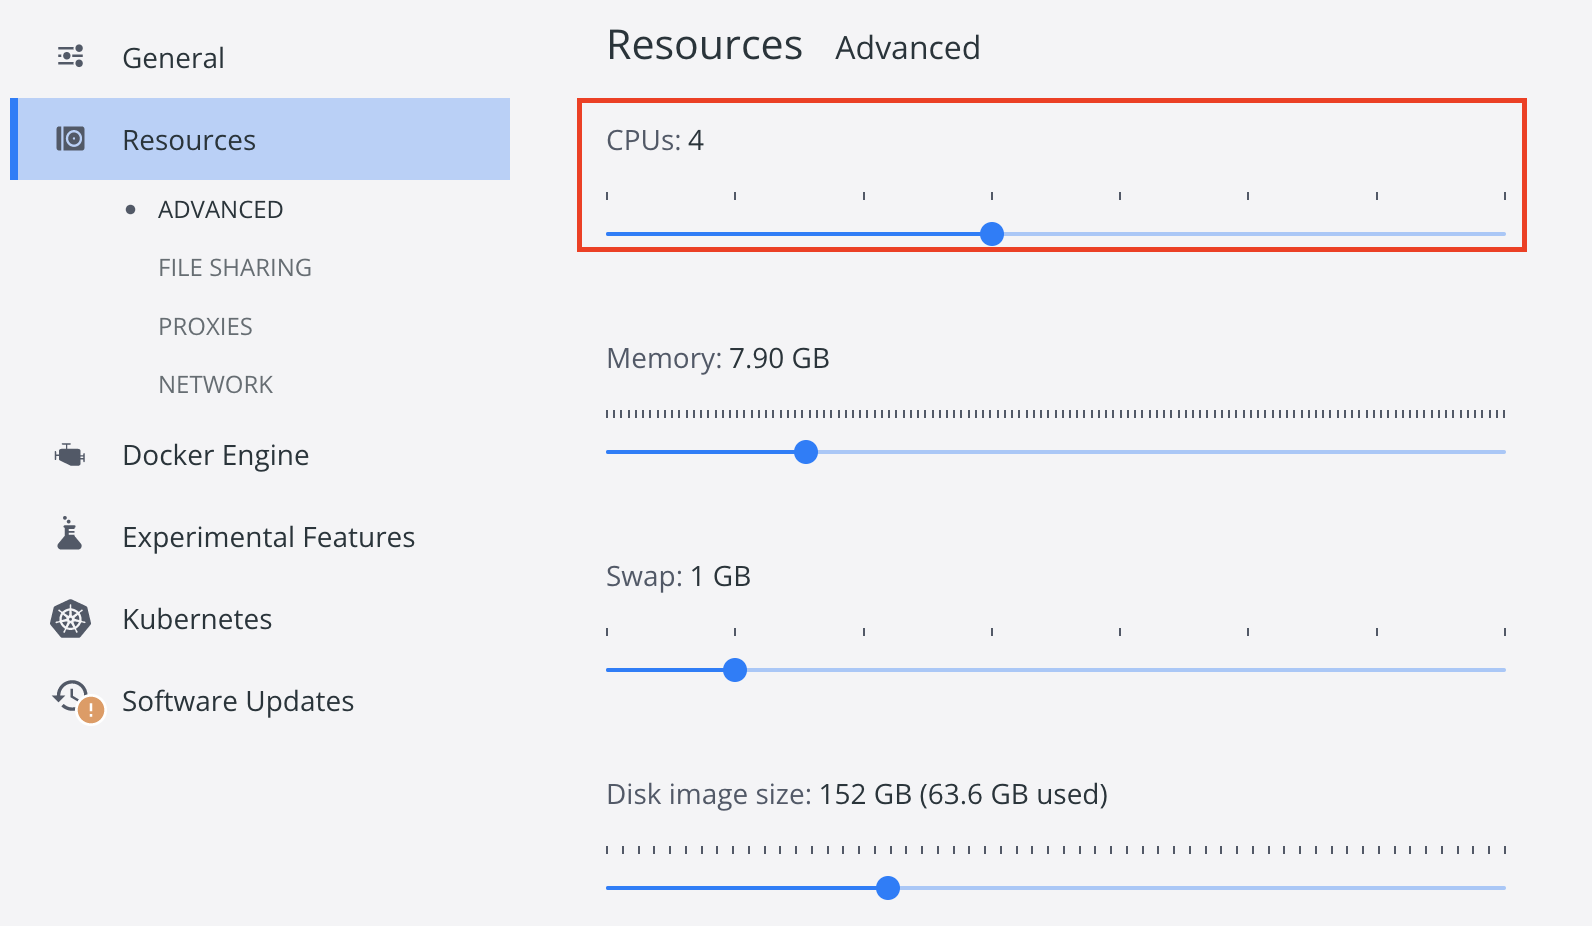 General
Resources
ADVANCED
FILE SHARING
PROXIES
NETWORK
Docker Engine
Experimental Features
Kubernetes
Software Updates
Resources Advanced
CPUs: 4
Memory: 7.90 GB
Swap: 1 GB
Disk image size: 152 GB (63.6 GB used)